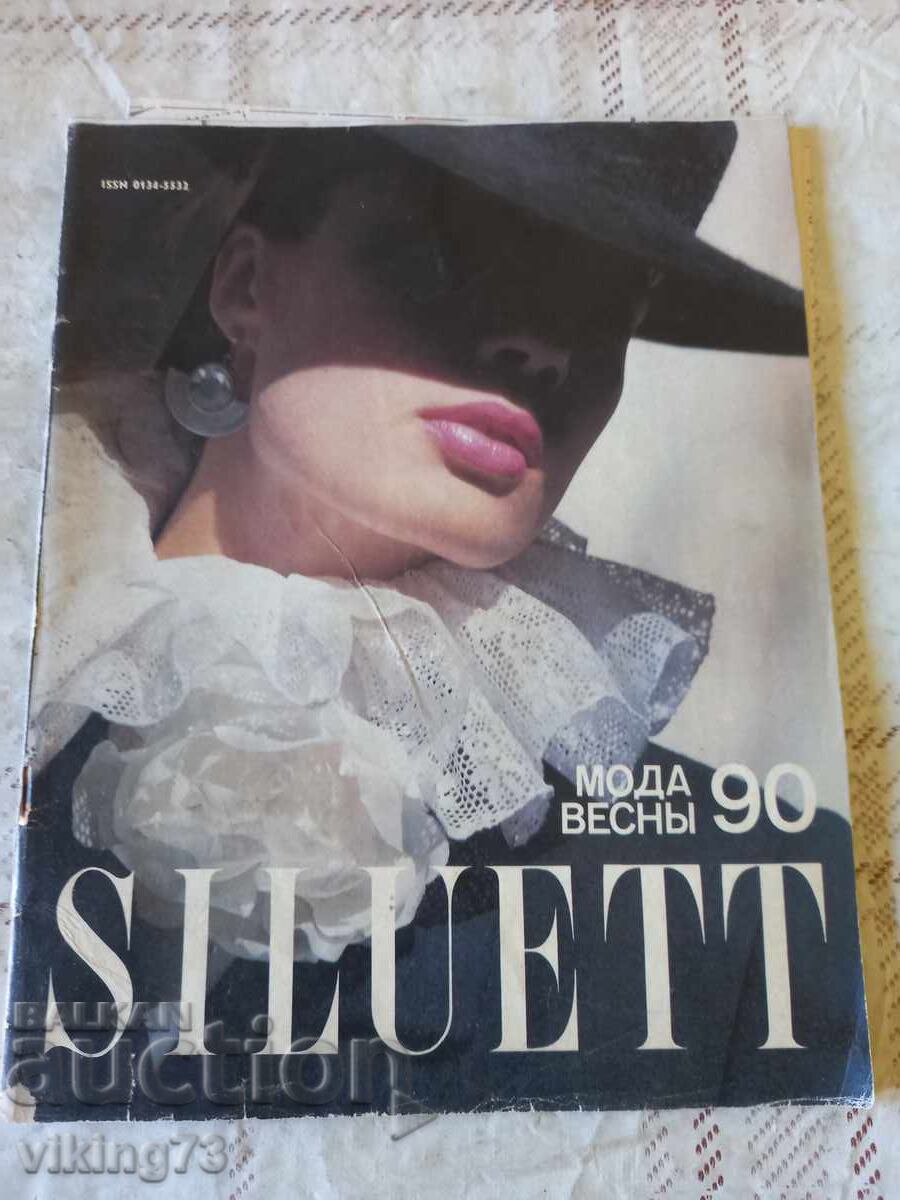 ISSN 0134-5532
МОДА
ВЕСНЫ 90
SILUETT
BALKAN
auction
viking73